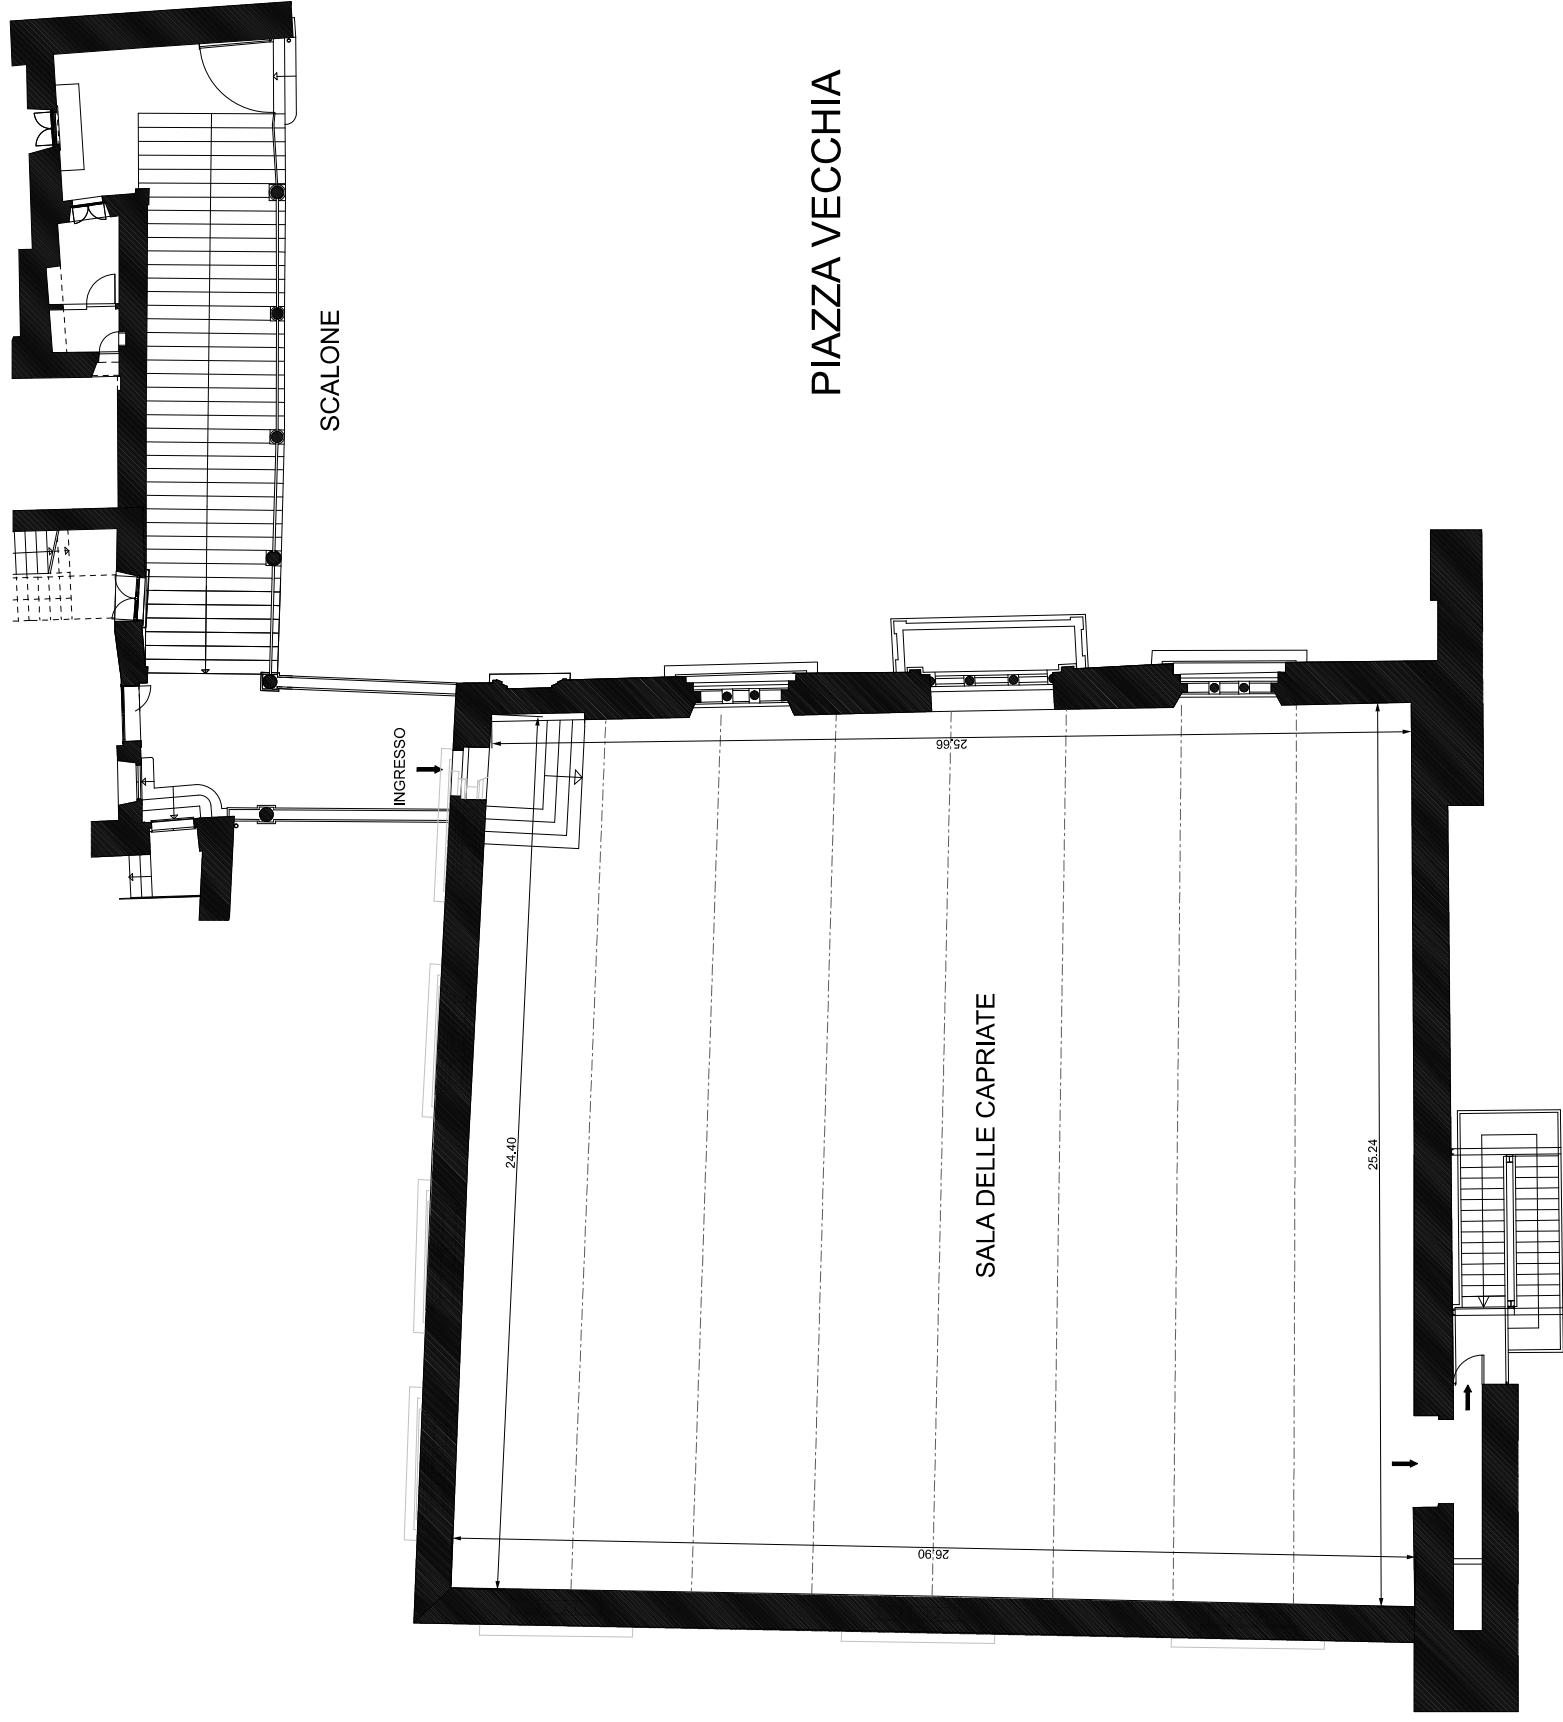 PIAZZA VECCHIA
SCALONE
INGRESSO
25.66
24.40
SALA DELLE CAPRIATE
25.24
26.90